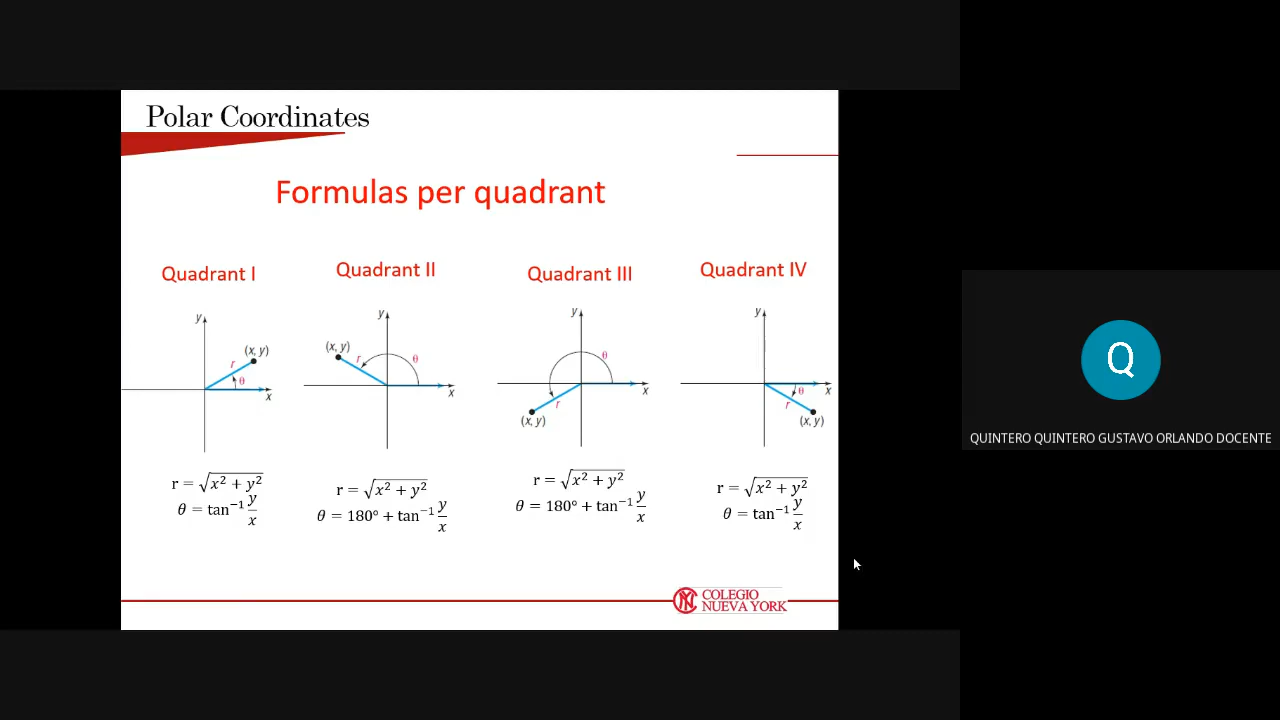 Polar Coordinates
Formulas per quadrant
Quadrant I
y
(x, y)
r
θ
x
r = √x² + y²
θ = tan⁻¹ y/x
Quadrant II
y
(x, y)
r
θ
x
r = √x² + y²
θ = 180° + tan⁻¹ y/x
Quadrant III
y
θ
x
r
(x, y)
r = √x² + y²
θ = 180° + tan⁻¹ y/x
Quadrant IV
y
x
θ
r
(x, y)
r = √x² + y²
θ = tan⁻¹ y/x
COLEGIO
NUEVA YORK
Q
QUINTERO QUINTERO GUSTAVO ORLANDO DOCENTE